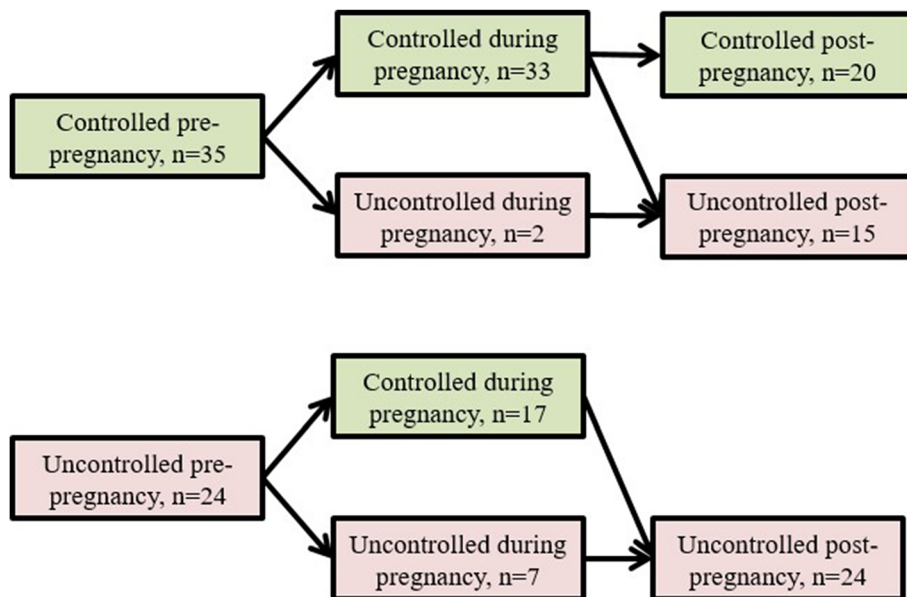 Controlled pre-
pregnancy, n=35
Controlled during
pregnancy, n=33
Uncontrolled during
pregnancy, n=2
Controlled post-
pregnancy, n=20
Uncontrolled post-
pregnancy, n=15
Uncontrolled pre-
pregnancy, n=24
Controlled during
pregnancy, n=17
Uncontrolled during
pregnancy, n=7
Uncontrolled post-
pregnancy, n=24